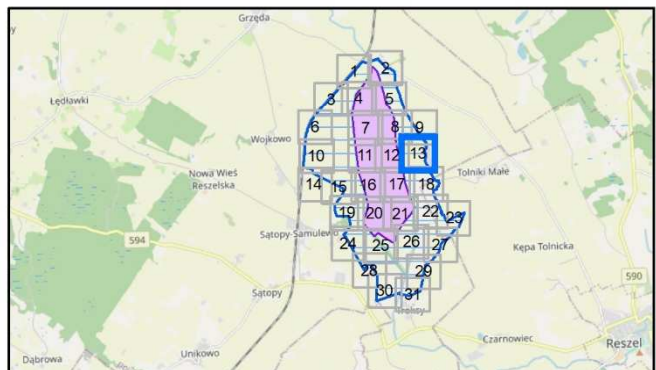 Grzęda
ny
1 2
Łędławki
3 4 5
6 7 8 9
Wojkowo
10 11 12 13
Nowa Wieś
Reszelska
Tolniki Małe
14 15 16 17 18
19 20 21 22 23
594
Sątopy-Samulewo
24 25 26 27
Kępa Tolnicka
28 29
590
Sątopy
30 31
Troksy
Czarnowiec
Unikowo
Reszel
Dąbrowa